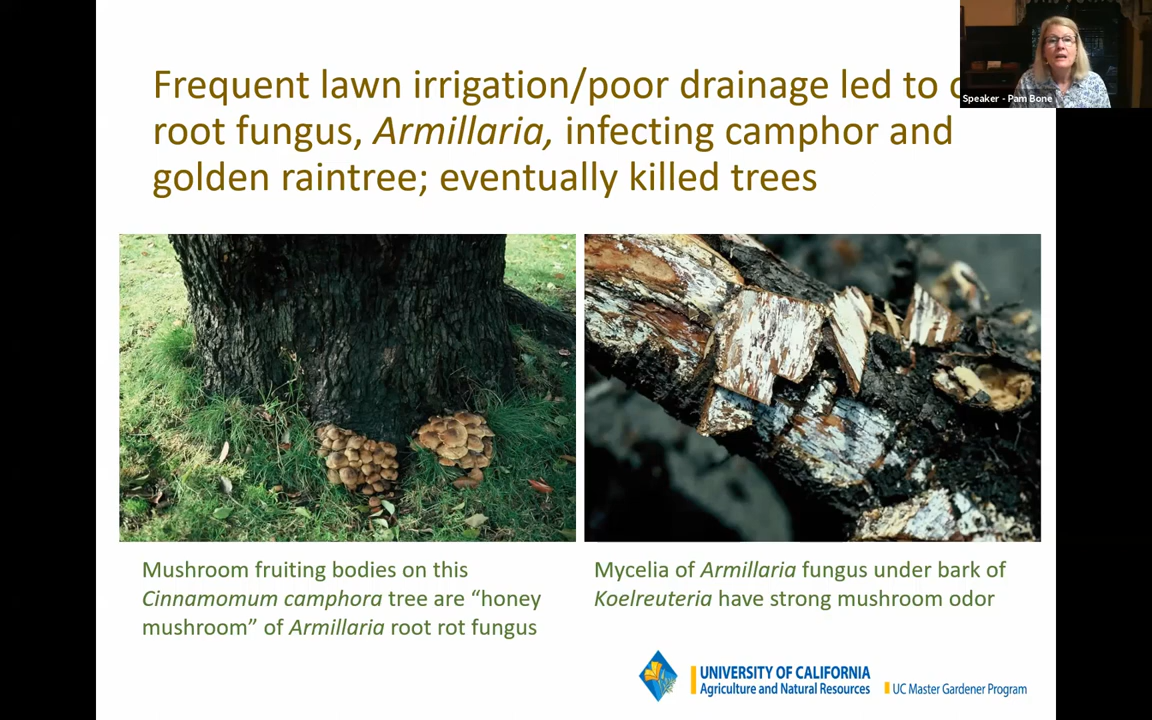 Frequent lawn irrigation/poor drainage led to
root fungus, Armillaria, infecting camphor and
golden raintree; eventually killed trees
Speaker - Pam Bone
Mushroom fruiting bodies on this
Cinnamomum camphora tree are “honey
mushroom” of Armillaria root rot fungus
Mycelia of Armillaria fungus under bark of
Koelreuteria have strong mushroom odor
UNIVERSITY OF CALIFORNIA
Agriculture and Natural Resources
UC Master Gardener Program